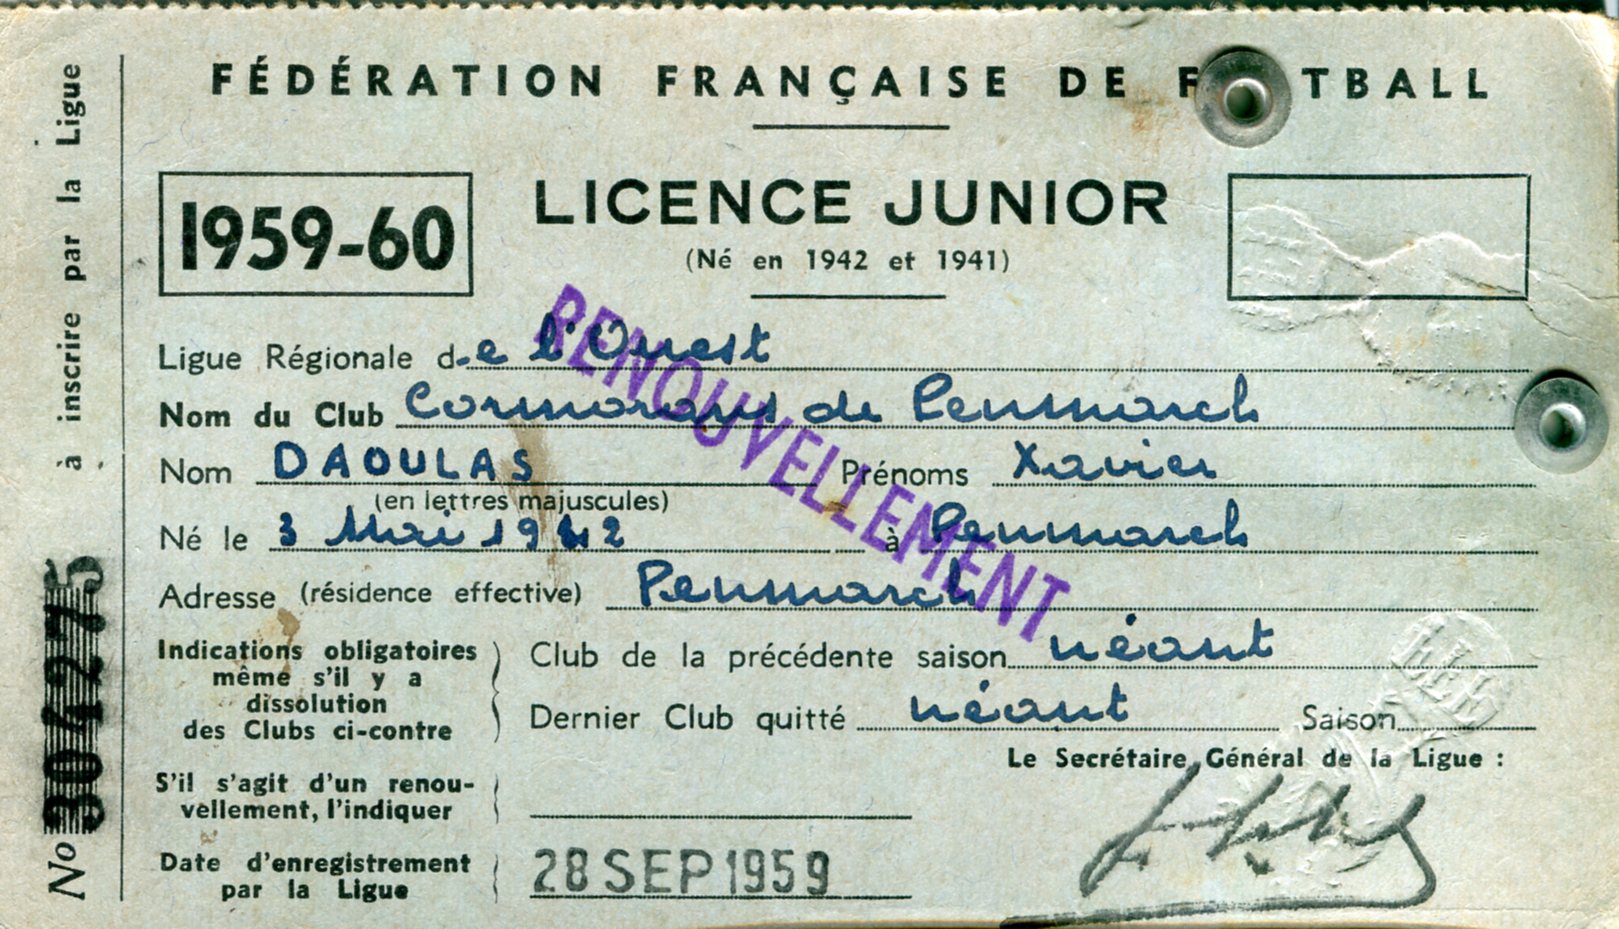 FÉDÉRATION FRANÇAISE DE F TBALL
1959-60
LICENCE JUNIOR
(Né en 1942 et 1941)
RENOUVELLEMENT
Ligue Régionale de l'Ouest
Nom du Club Cormorans de Penmarch
Nom DAOULAS Prénoms Xavier
(en lettres majuscules)
Né le 3 Mai 1942 à Penmarch
Adresse (résidence effective) Penmarch
Indications obligatoires
même s'il y a
dissolution
des Clubs ci-contre
Club de la précédente saison néant
Dernier Club quitté néant Saison
Le Secrétaire Général de la Ligue :
S'il s'agit d'un renou-
vellement, l'indiquer
Date d'enregistrement
par la Ligue
28 SEP 1959
No 304275
à inscrire par la Ligue